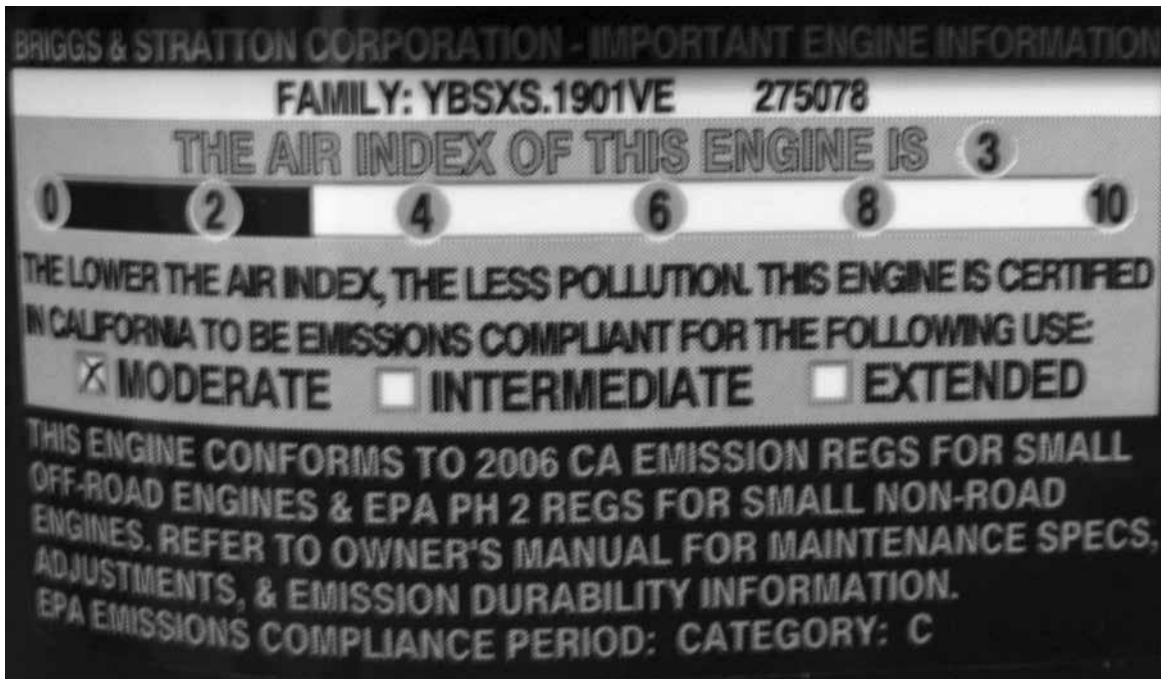 BRIGGS & STRATTON CORPORATION - IMPORTANT ENGINE INFORMATION
FAMILY: YBSXS.1901VE 275078
THE AIR INDEX OF THIS ENGINE IS 3
0 2 4 6 8 10
THE LOWER THE AIR INDEX, THE LESS POLLUTION. THIS ENGINE IS CERTIFIED
IN CALIFORNIA TO BE EMISSIONS COMPLIANT FOR THE FOLLOWING USE:
X MODERATE INTERMEDIATE EXTENDED
THIS ENGINE CONFORMS TO 2006 CA EMISSION REGS FOR SMALL
OFF-ROAD ENGINES & EPA PH 2 REGS FOR SMALL NON-ROAD
ENGINES. REFER TO OWNER'S MANUAL FOR MAINTENANCE SPECS,
ADJUSTMENTS, & EMISSION DURABILITY INFORMATION.
EPA EMISSIONS COMPLIANCE PERIOD: CATEGORY: C